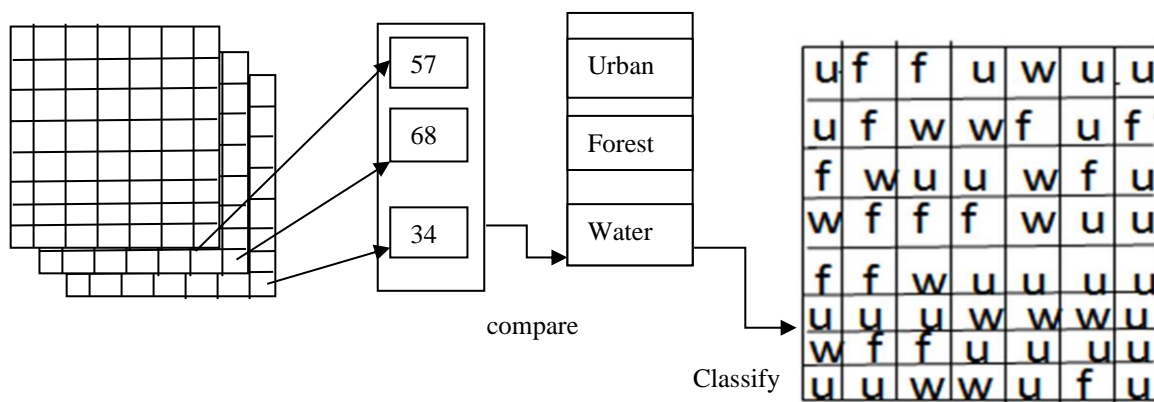 57
68
34
compare
Urban
Forest
Water
Classify
u f f u w u u
u f w w f u f
f w u u w f u
w f f f w u u
f f w u u u u
u u u w w w u
w f f u u u u
u u w w u f u